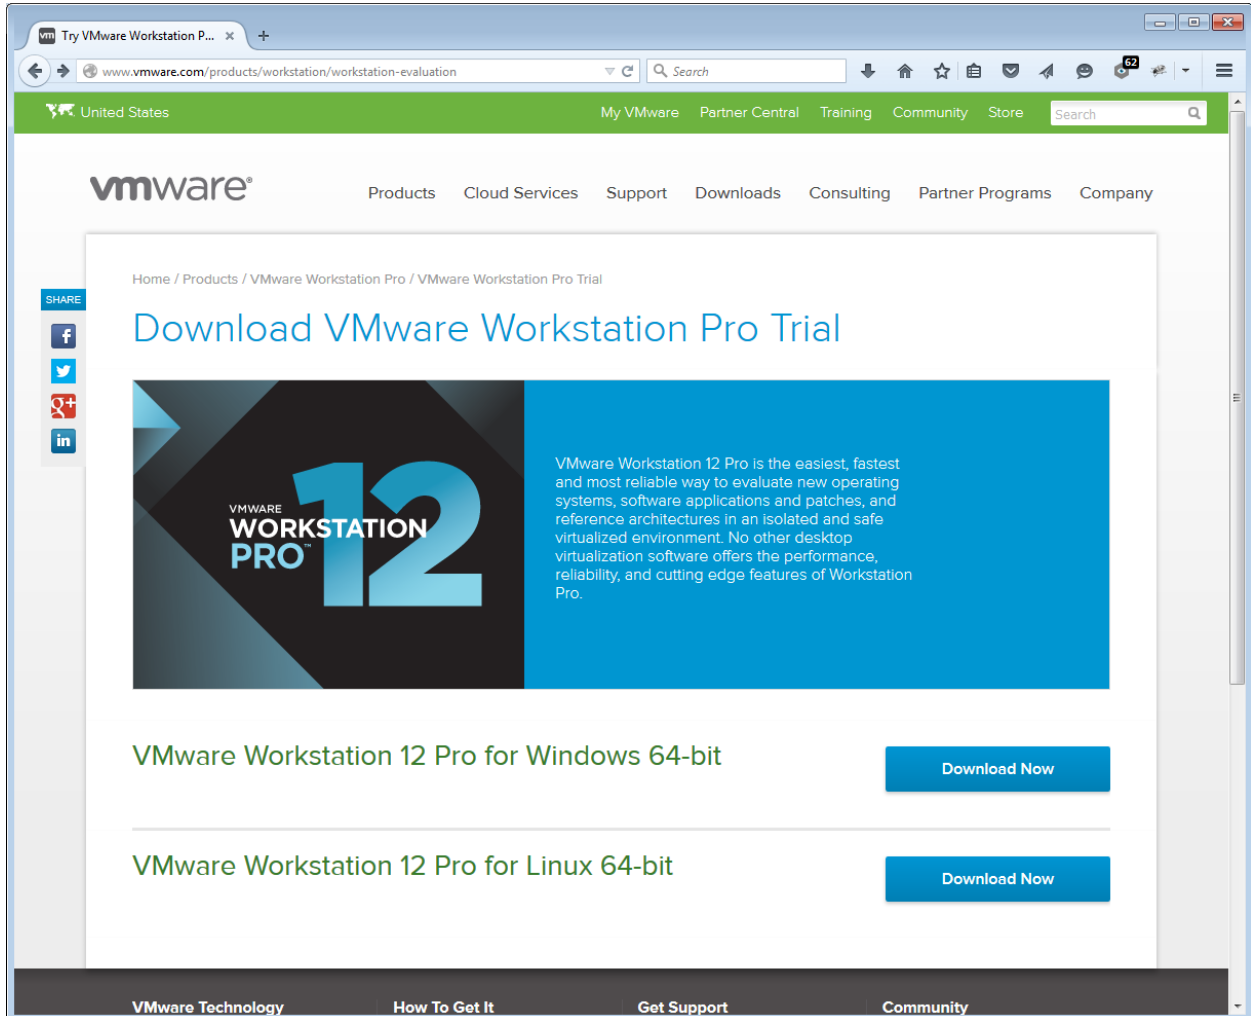 Try VMware Workstation P...
www.vmware.com/products/workstation/workstation-evaluation
Search
62
United States
My VMware
Partner Central
Training
Community
Store
Search
vmware®
Products
Cloud Services
Support
Downloads
Consulting
Partner Programs
Company
Home / Products / VMware Workstation Pro / VMware Workstation Pro Trial
SHARE
Download VMware Workstation Pro Trial
f
g+
in
VMWARE
WORKSTATION
PRO™
12
VMware Workstation 12 Pro is the easiest, fastest
and most reliable way to evaluate new operating
systems, software applications and patches, and
reference architectures in an isolated and safe
virtualized environment. No other desktop
virtualization software offers the performance,
reliability, and cutting edge features of Workstation
Pro.
VMware Workstation 12 Pro for Windows 64-bit
Download Now
VMware Workstation 12 Pro for Linux 64-bit
Download Now
VMware Technology
How To Get It
Get Support
Community